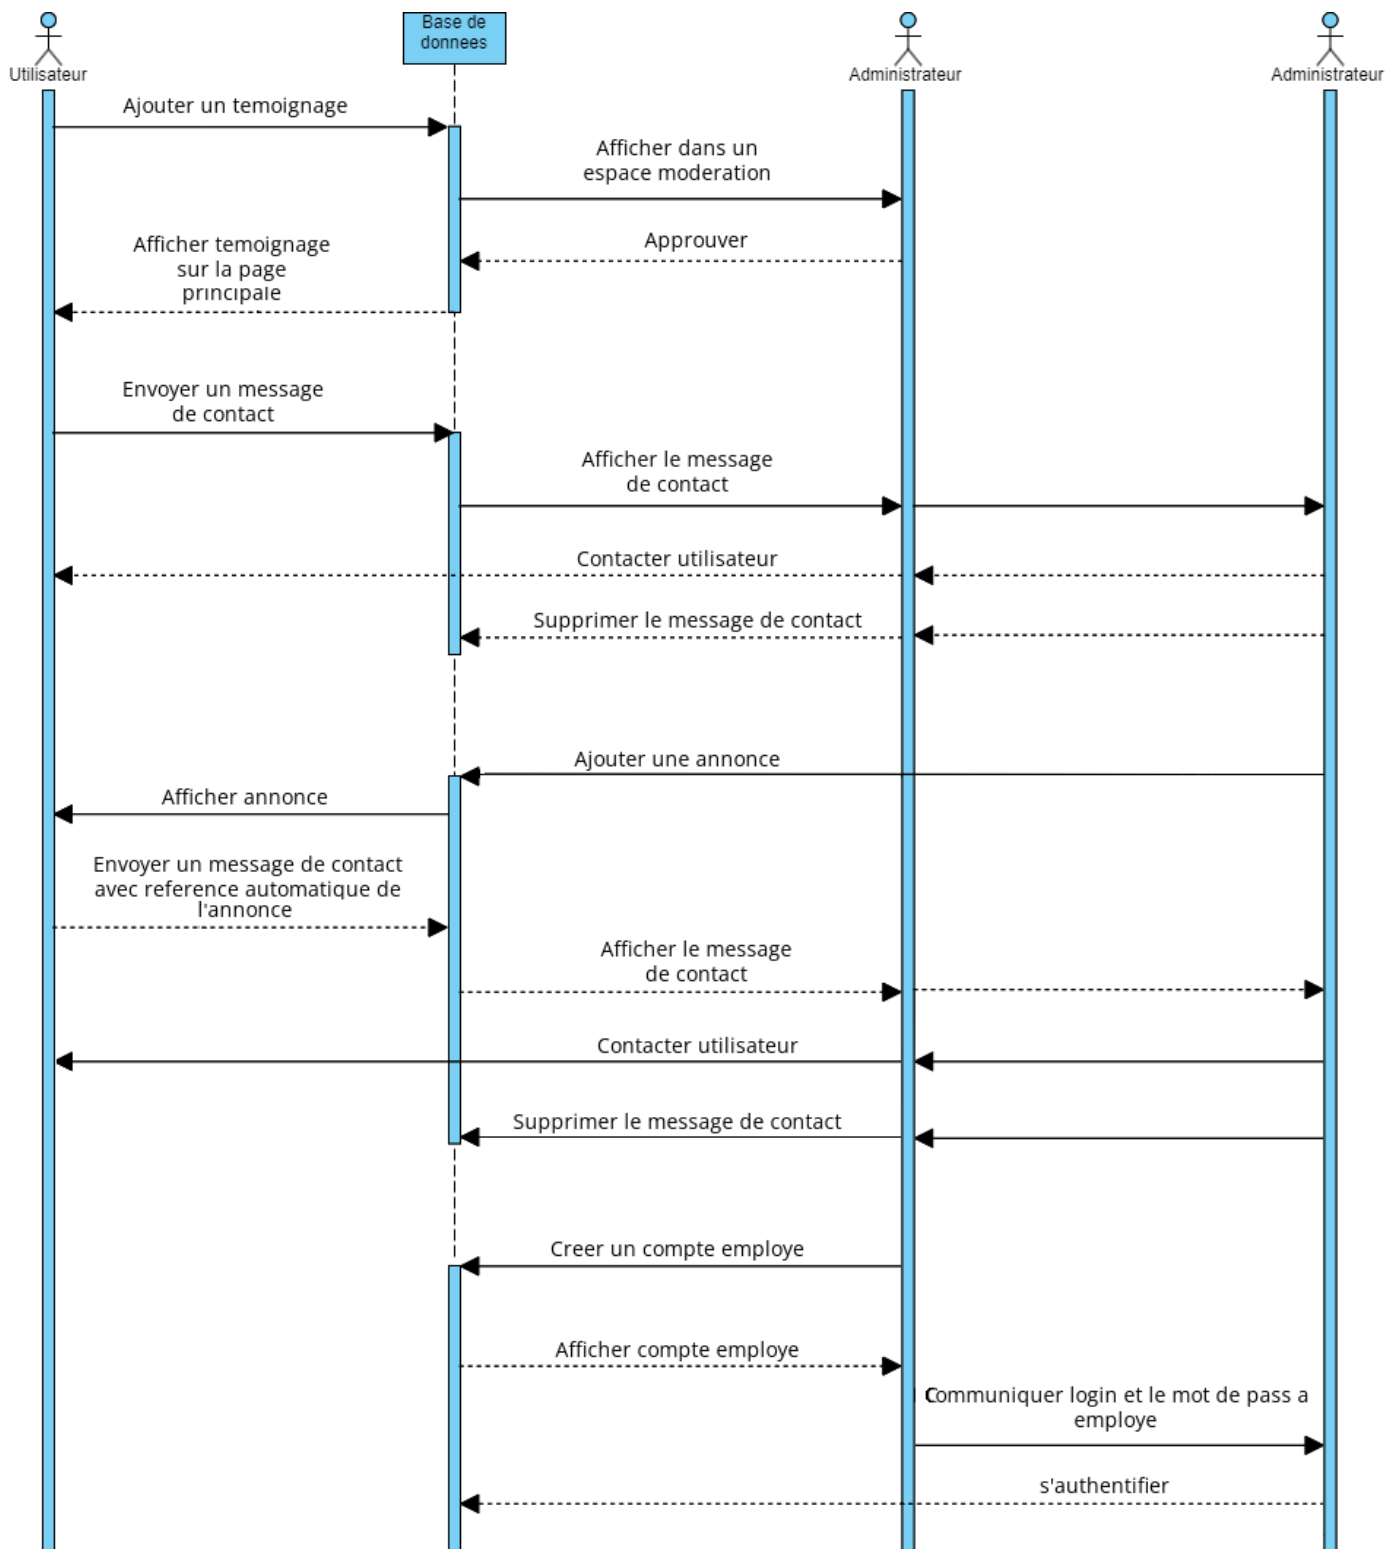 Utilisateur
Base de
donnees
Administrateur
Administrateur
Ajouter un temoignage
Afficher dans un
espace moderation
Approuver
Afficher temoignage
sur la page
principale
Envoyer un message
de contact
Afficher le message
de contact
Contacter utilisateur
Supprimer le message de contact
Ajouter une annonce
Afficher annonce
Envoyer un message de contact
avec reference automatique de
l'annonce
Afficher le message
de contact
Contacter utilisateur
Supprimer le message de contact
Creer un compte employe
Afficher compte employe
Communiquer login et le mot de pass a
employe
s'authentifier